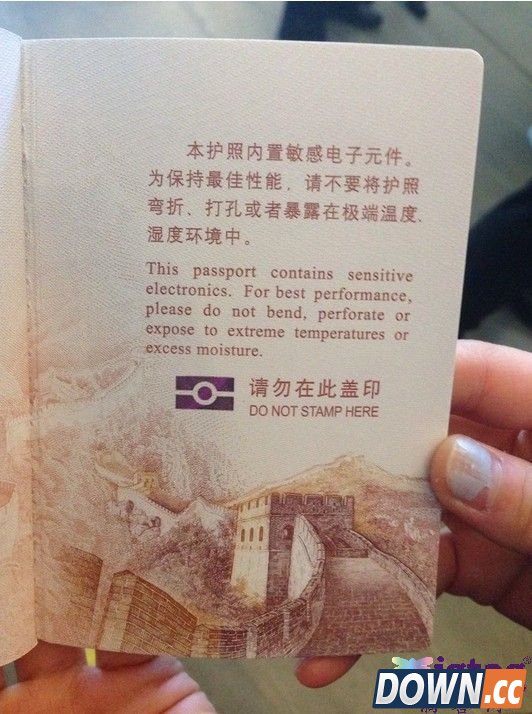 本护照内置敏感电子元件。
为保持最佳性能，请不要将护照
弯折、打孔或者暴露在极端温度、
湿度环境中。
This passport contains sensitive
electronics. For best performance,
please do not bend, perforate or
expose to extreme temperatures or
excess moisture.
请勿在此盖印
DO NOT STAMP HERE
DOWN.cc